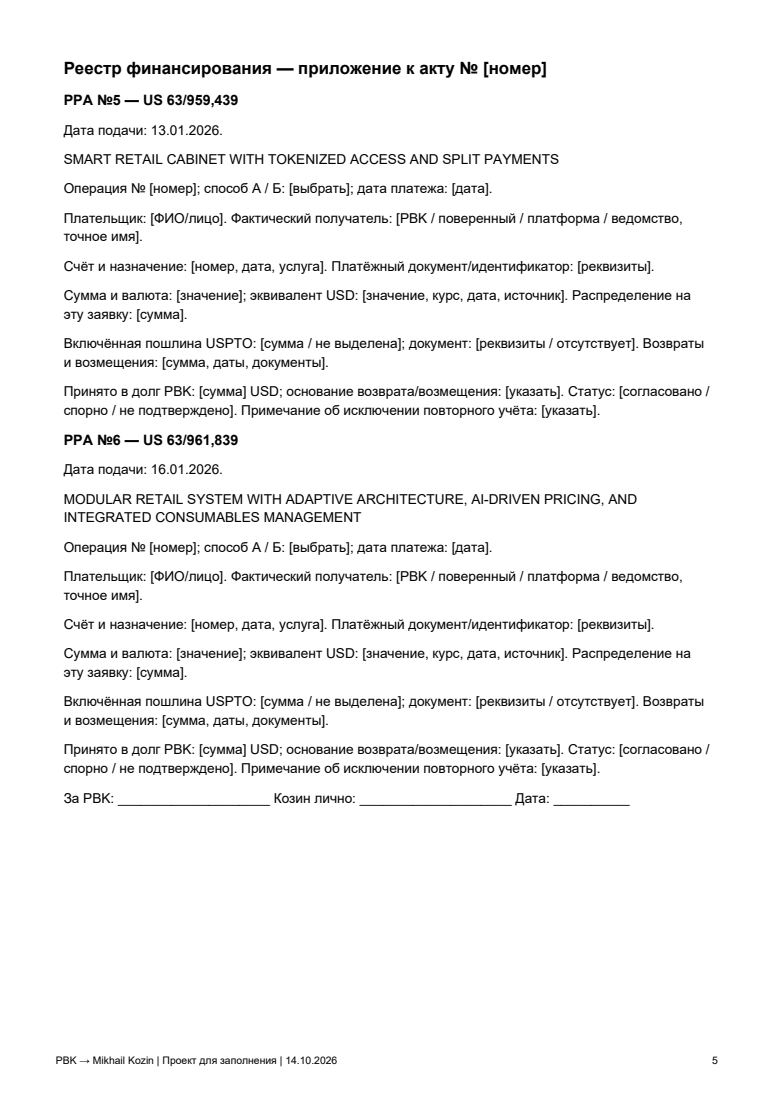 Реестр финансирования — приложение к акту № [номер]
PPA №5 — US 63/959,439
Дата подачи: 13.01.2026.
SMART RETAIL CABINET WITH TOKENIZED ACCESS AND SPLIT PAYMENTS
Операция № [номер]; способ А / Б: [выбрать]; дата платежа: [дата].
Плательщик: [ФИО/лицо]. Фактический получатель: [PBK / поверенный / платформа / ведомство,
точное имя].
Счёт и назначение: [номер, дата, услуга]. Платёжный документ/идентификатор: [реквизиты].
Сумма и валюта: [значение]; эквивалент USD: [значение, курс, дата, источник]. Распределение на
эту заявку: [сумма].
Включённая пошлина USPTO: [сумма / не выделена]; документ: [реквизиты / отсутствует]. Возвраты
и возмещения: [сумма, даты, документы].
Принято в долг PBK: [сумма] USD; основание возврата/возмещения: [указать]. Статус: [согласовано /
спорно / не подтверждено]. Примечание об исключении повторного учёта: [указать].
PPA №6 — US 63/961,839
Дата подачи: 16.01.2026.
MODULAR RETAIL SYSTEM WITH ADAPTIVE ARCHITECTURE, AI-DRIVEN PRICING, AND
INTEGRATED CONSUMABLES MANAGEMENT
Операция № [номер]; способ А / Б: [выбрать]; дата платежа: [дата].
Плательщик: [ФИО/лицо]. Фактический получатель: [PBK / поверенный / платформа / ведомство,
точное имя].
Счёт и назначение: [номер, дата, услуга]. Платёжный документ/идентификатор: [реквизиты].
Сумма и валюта: [значение]; эквивалент USD: [значение, курс, дата, источник]. Распределение на
эту заявку: [сумма].
Включённая пошлина USPTO: [сумма / не выделена]; документ: [реквизиты / отсутствует]. Возвраты
и возмещения: [сумма, даты, документы].
Принято в долг PBK: [сумма] USD; основание возврата/возмещения: [указать]. Статус: [согласовано /
спорно / не подтверждено]. Примечание об исключении повторного учёта: [указать].
За PBK: ____________________ Козин лично: ____________________ Дата: __________
PBK → Mikhail Kozin | Проект для заполнения | 14.10.2026 5